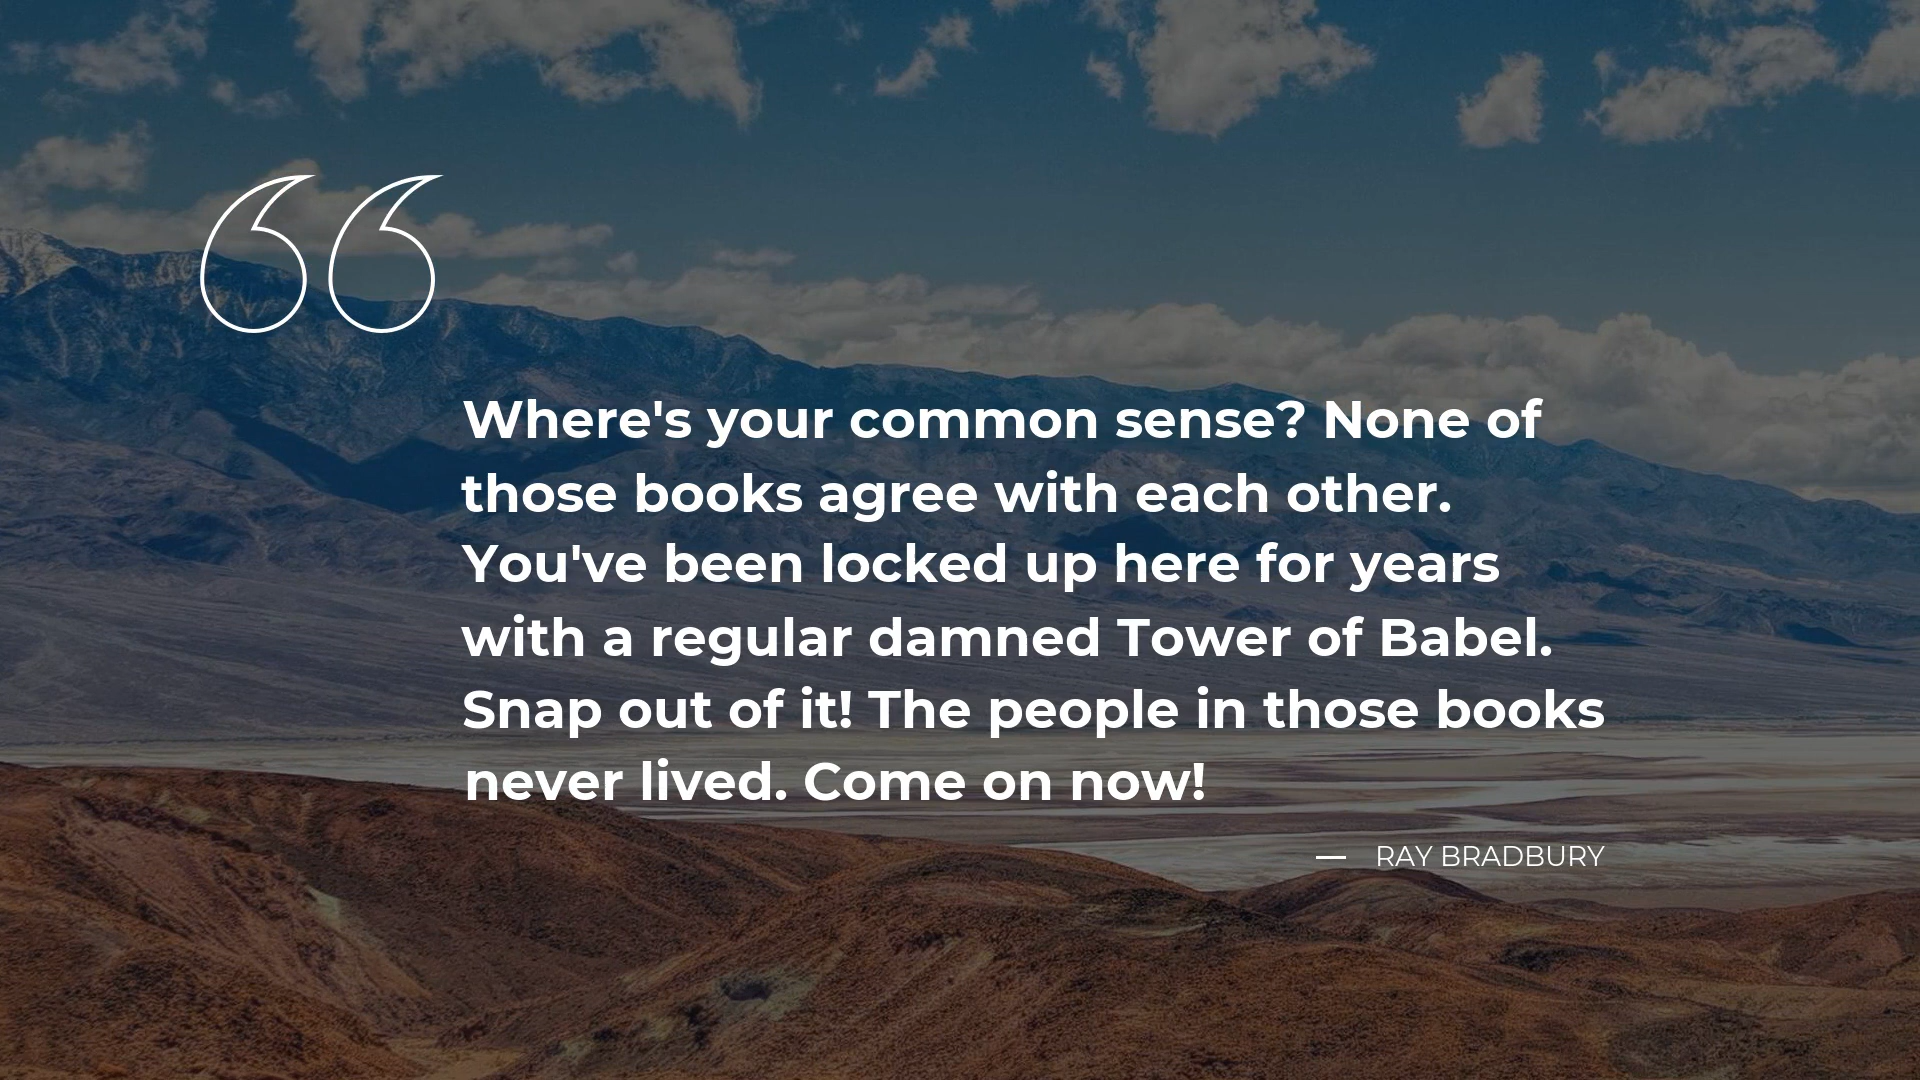 Where's your common sense? None of
those books agree with each other.
You've been locked up here for years
with a regular damned Tower of Babel.
Snap out of it! The people in those books
never lived. Come on now!
— RAY BRADBURY